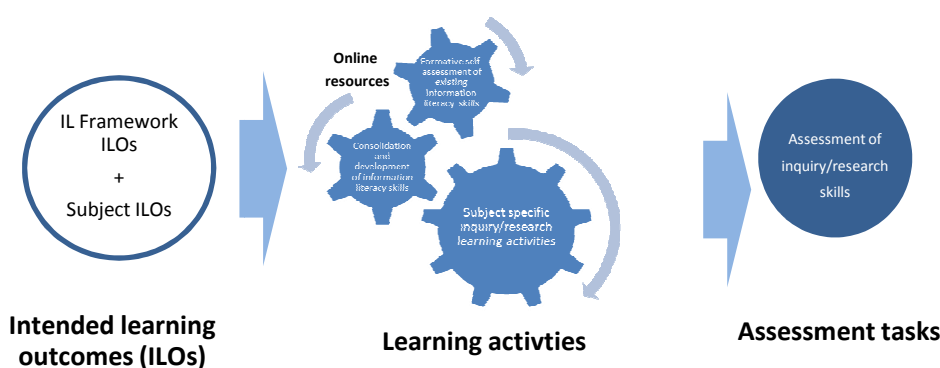 IL Framework
ILOs
+
Subject ILOs
Intended learning
outcomes (ILOs)
Online
resources
Formative self-
assessment of
existing
information
literacy skills
Consolidation
and
development
of information
literacy skills
Subject specific
inquiry/research
learning activities
Learning activties
Assessment of
inquiry/research
skills
Assessment tasks